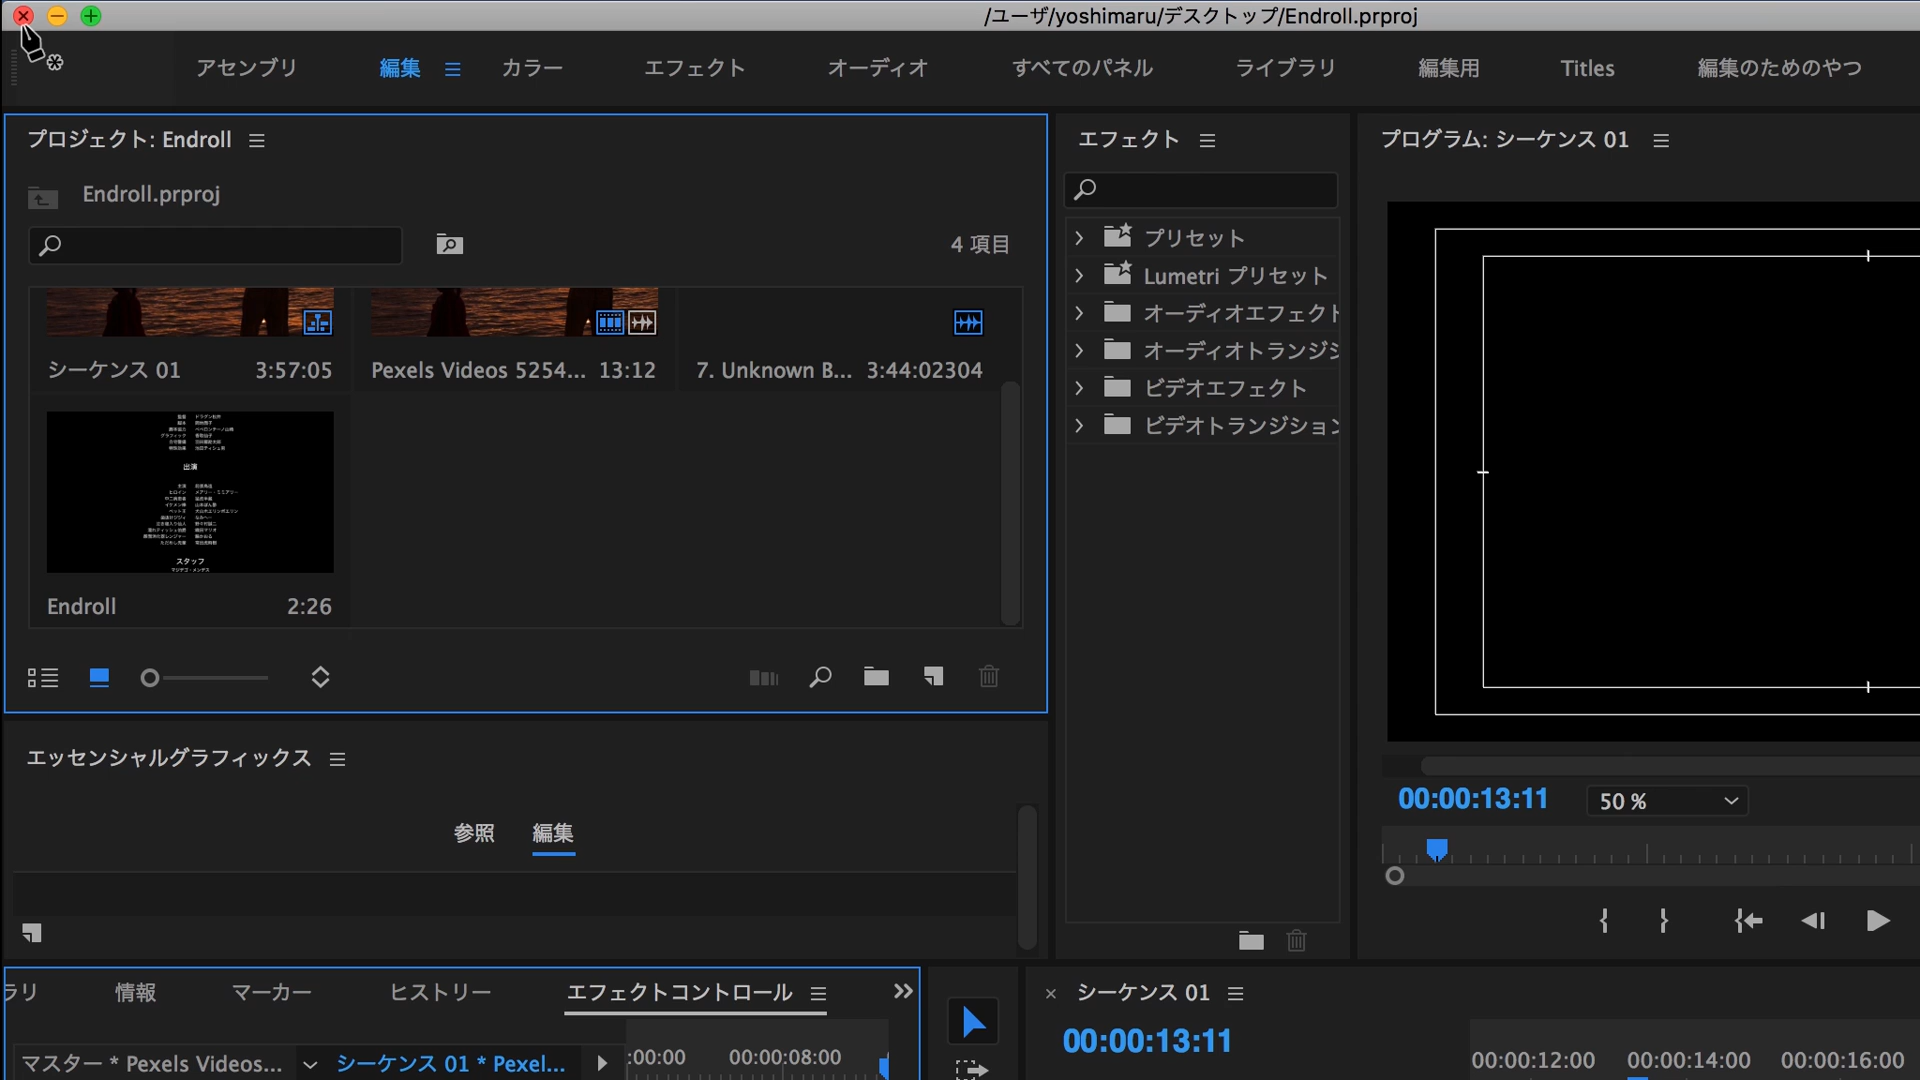 /ユーザ/yoshimaru/デスクトップ/Endroll.prproj
アセンブリ 編集 カラー エフェクト オーディオ すべてのパネル ライブラリ 編集用 Titles 編集のためのやつ
プロジェクト: Endroll
Endroll.prproj
4 項目
シーケンス 01 3:57:05
Pexels Videos 5254... 13:12
7. Unknown B... 3:44:02304
出演
スタッフ
Endroll 2:26
エフェクト
プリセット
Lumetri プリセット
オーディオエフェクト
オーディオトランジシ
ビデオエフェクト
ビデオトランジション
プログラム: シーケンス 01
00:00:13:11
50 %
エッセンシャルグラフィックス
参照 編集
ラリ 情報 マーカー ヒストリー エフェクトコントロール
マスター * Pexels Videos... シーケンス 01 * Pexel...
:00:00 00:00:08:00
× シーケンス 01
00:00:13:11
00:00:12:00 00:00:14:00 00:00:16:00